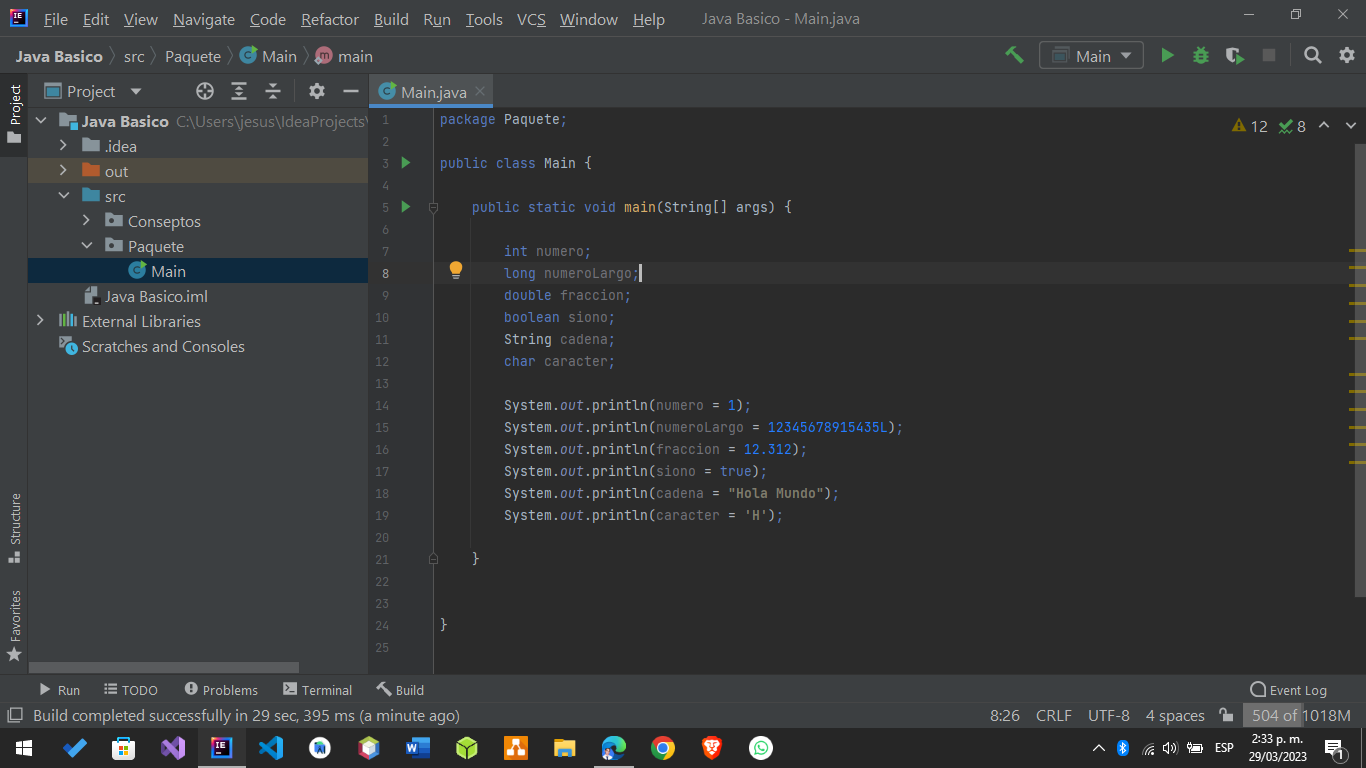 File Edit View Navigate Code Refactor Build Run Tools VCS Window Help Java Basico - Main.java
Java Basico src Paquete Main main Main
Project Main.java
Java Basico C:\Users\jesus\IdeaProjects\
.idea
out
src
Conseptos
Paquete
Main
Java Basico.iml
External Libraries
Scratches and Consoles
Project
Structure
Favorites
12 8
1 package Paquete;
2
3 public class Main {
4
5 public static void main(String[] args) {
6
7 int numero;
8 long numeroLargo;
9 double fraccion;
10 boolean siono;
11 String cadena;
12 char caracter;
13
14 System.out.println(numero = 1);
15 System.out.println(numeroLargo = 12345678915435L);
16 System.out.println(fraccion = 12.312);
17 System.out.println(siono = true);
18 System.out.println(cadena = "Hola Mundo");
19 System.out.println(caracter = 'H');
20
21 }
22
23
24 }
25
Run TODO Problems Terminal Build Event Log
Build completed successfully in 29 sec, 395 ms (a minute ago) 8:26 CRLF UTF-8 4 spaces 504 of 1018M
ESP 2:33 p. m.
29/03/2023 1